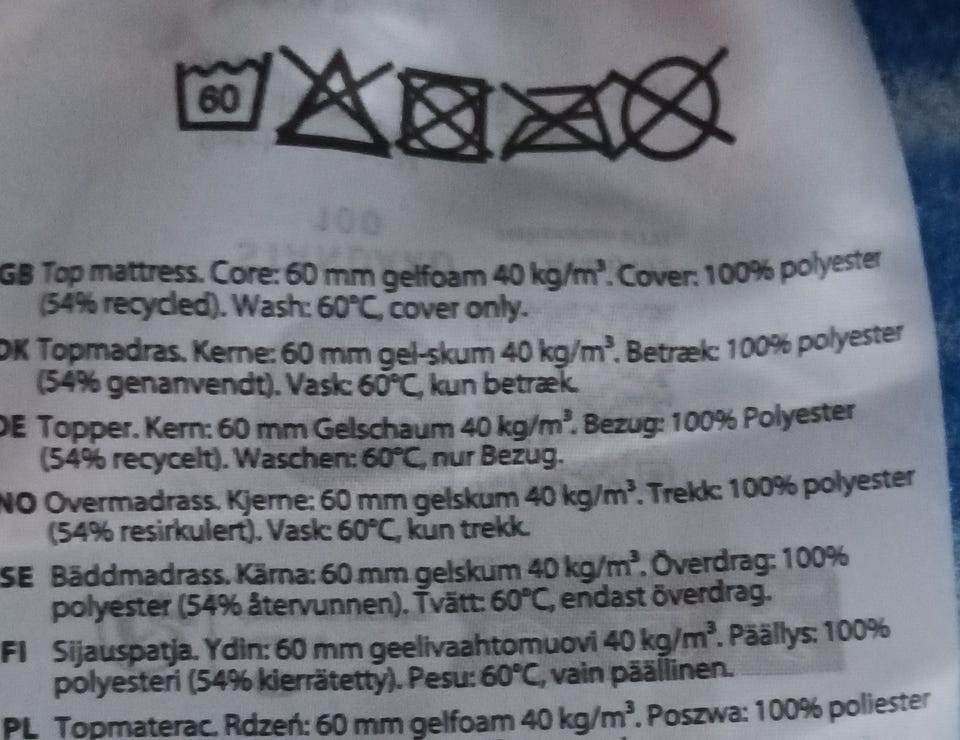 60
GB Top mattress. Core: 60 mm gelfoam 40 kg/m³. Cover: 100% polyester
(54% recycled). Wash: 60°C, cover only.
DK Topmadras. Kerne: 60 mm gel-skum 40 kg/m³. Betræk: 100% polyester
(54% genanvendt). Vask: 60°C, kun betræk.
DE Topper. Kern: 60 mm Gelschaum 40 kg/m³. Bezug: 100% Polyester
(54% recycelt). Waschen: 60°C, nur Bezug.
NO Overmadrass. Kjerne: 60 mm gelskum 40 kg/m³. Trekk: 100% polyester
(54% resirkulert). Vask: 60°C, kun trekk.
SE Bäddmadrass. Kärna: 60 mm gelskum 40 kg/m³. Överdrag: 100%
polyester (54% återvunnen). Tvätt: 60°C, endast överdrag.
FI Sijauspatja. Ydin: 60 mm geelivaahtomuovi 40 kg/m³. Päällys: 100%
polyesteri (54% kierrätetty). Pesu: 60°C, vain päällinen.
PL Topmaterac. Rdzeń: 60 mm gelfoam 40 kg/m³. Poszwa: 100% poliester